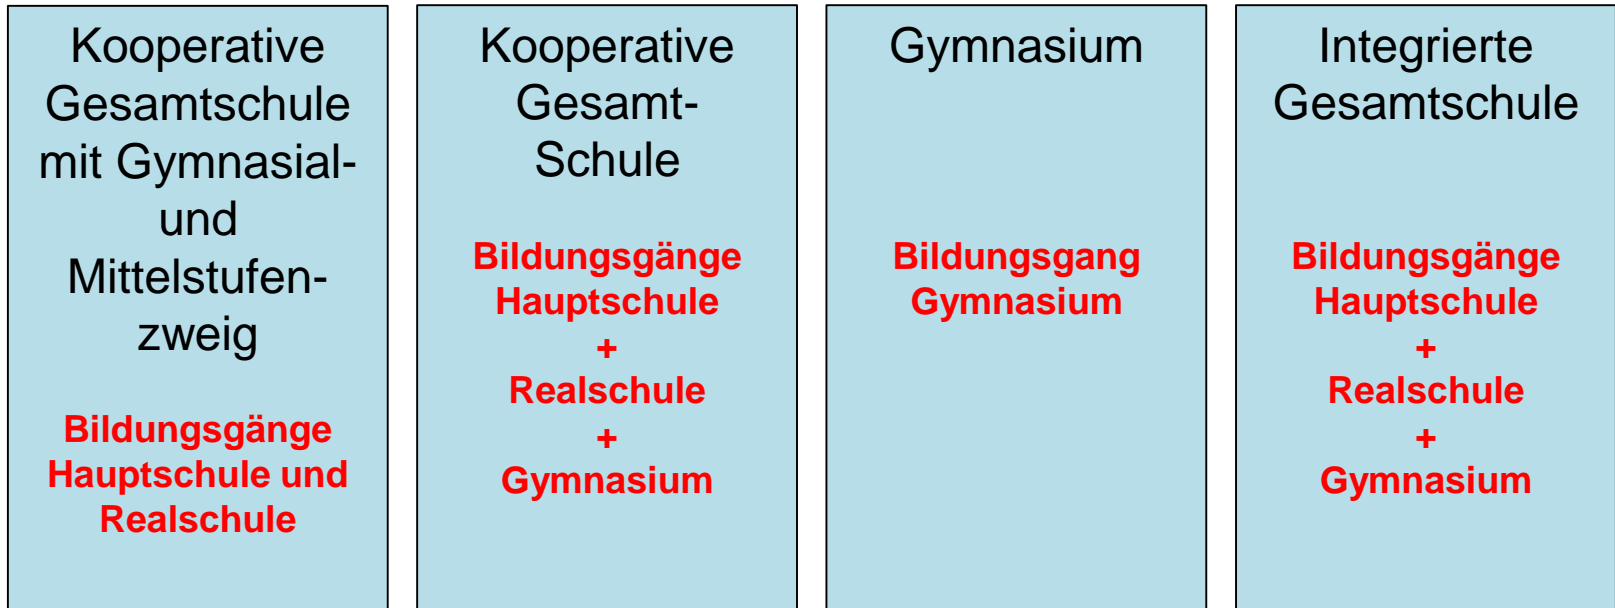 Kooperative
Gesamtschule
mit Gymnasial-
und
Mittelstufen-
zweig
Bildungsgänge
Hauptschule und
Realschule
Kooperative
Gesamt-
Schule
Bildungsgänge
Hauptschule
+
Realschule
+
Gymnasium
Gymnasium
Bildungsgang
Gymnasium
Integrierte
Gesamtschule
Bildungsgänge
Hauptschule
+
Realschule
+
Gymnasium